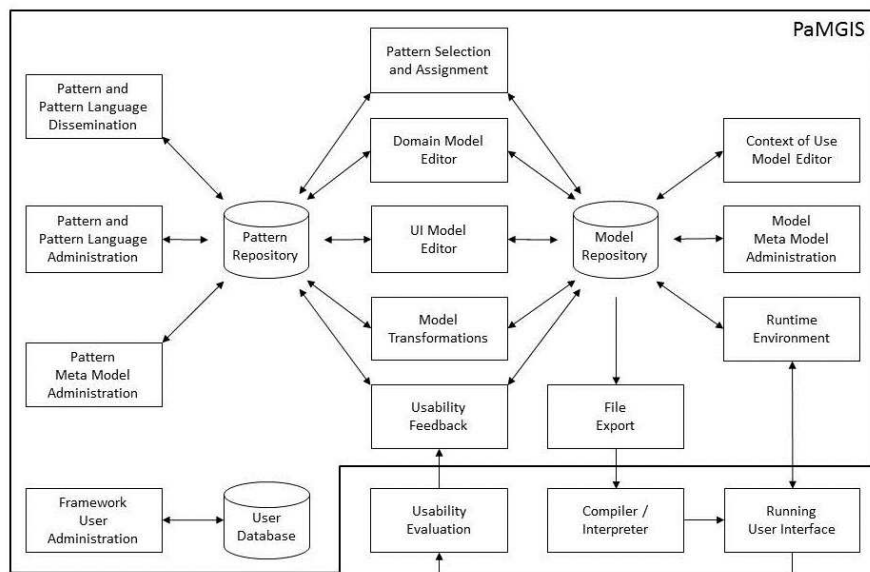 PaMGIS
Pattern Selection
and Assignment
Pattern and
Pattern Language
Dissemination
Domain Model
Editor
Context of Use
Model Editor
Pattern and
Pattern Language
Administration
Pattern
Repository
UI Model
Editor
Model
Repository
Model
Meta Model
Administration
Model
Transformations
Runtime
Environment
Pattern
Meta Model
Administration
Usability
Feedback
File
Export
Framework
User
Administration
User
Database
Usability
Evaluation
Compiler /
Interpreter
Running
User Interface